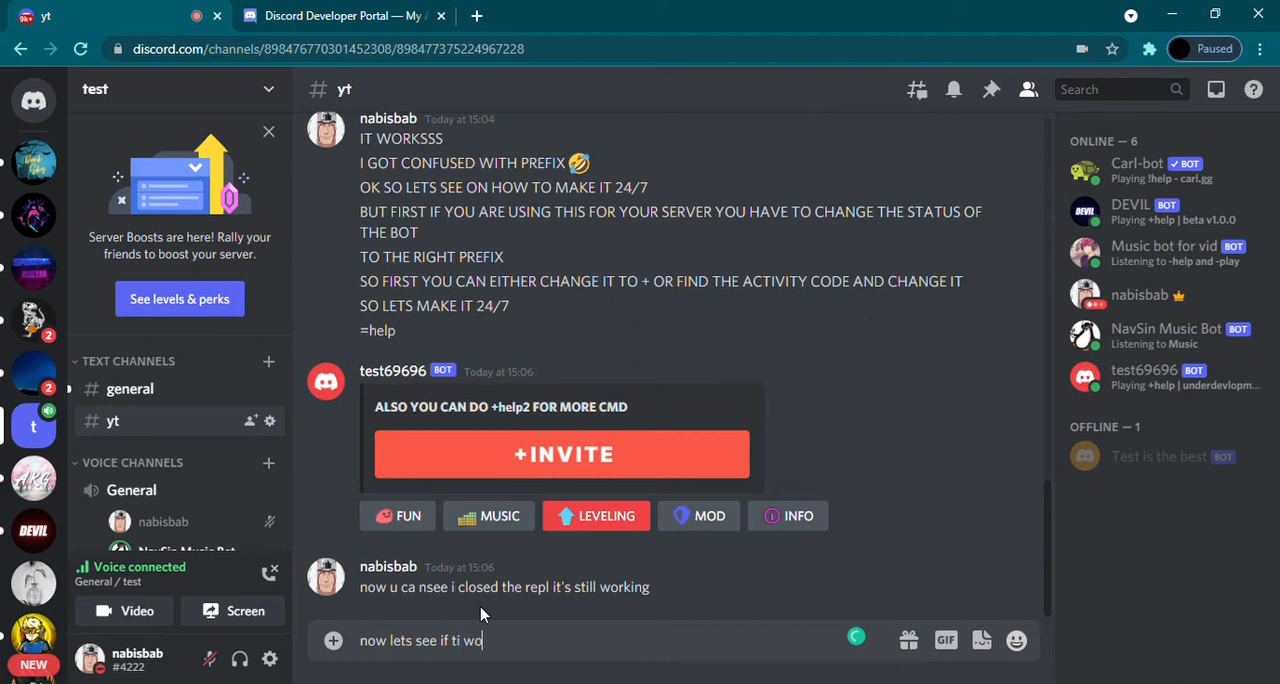 9k+ yt
Discord Developer Portal — My
discord.com/channels/898476770301452308/898477375224967228
Paused
test
# yt
Search
Server Boosts are here! Rally your
friends to boost your server.
See levels & perks
TEXT CHANNELS
# general
# yt
VOICE CHANNELS
General
nabisbab
Voice connected
General / test
Video
Screen
nabisbab
#4222
2
2
t
AKG
DEVIL
NEW
nabisbab Today at 15:04
IT WORKSSS
I GOT CONFUSED WITH PREFIX🤣
OK SO LETS SEE ON HOW TO MAKE IT 24/7
BUT FIRST IF YOU ARE USING THIS FOR YOUR SERVER YOU HAVE TO CHANGE THE STATUS OF
THE BOT
TO THE RIGHT PREFIX
SO FIRST YOU CAN EITHER CHANGE IT TO + OR FIND THE ACTIVITY CODE AND CHANGE IT
SO LETS MAKE IT 24/7
=help
test69696 BOT Today at 15:06
ALSO YOU CAN DO +help2 FOR MORE CMD
+INVITE
FUN
MUSIC
LEVELING
MOD
INFO
nabisbab Today at 15:06
now u ca nsee i closed the repl it's still working
now lets see if ti wo
GIF
ONLINE — 6
Carl-bot ✓ BOT
Playing !help - carl.gg
DEVIL BOT
Playing +help | beta v1.0.0
Music bot for vid BOT
Listening to -help and -play
nabisbab
NavSin Music Bot BOT
Listening to Music
test69696 BOT
Playing +help | underdevlopm...
OFFLINE — 1
Test is the best BOT